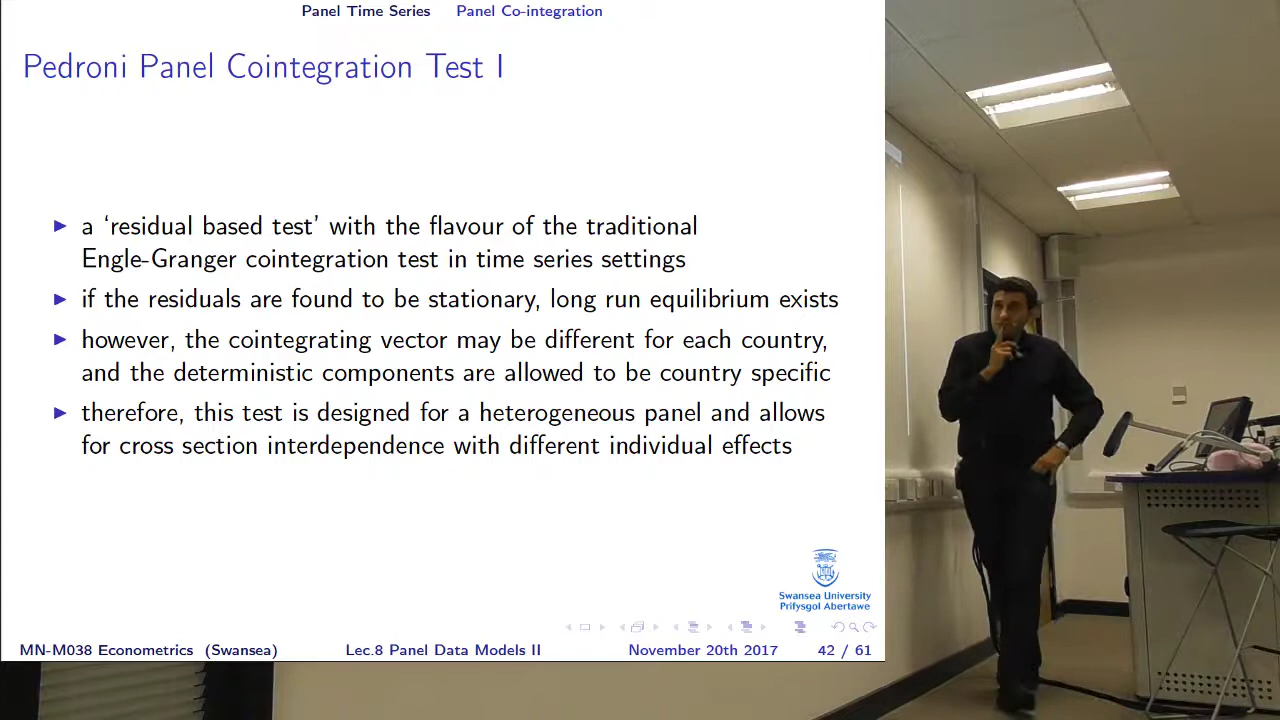 Panel Time Series Panel Co-integration
Pedroni Panel Cointegration Test I
a ‘residual based test’ with the flavour of the traditional
Engle-Granger cointegration test in time series settings
if the residuals are found to be stationary, long run equilibrium exists
however, the cointegrating vector may be different for each country,
and the deterministic components are allowed to be country specific
therefore, this test is designed for a heterogeneous panel and allows
for cross section interdependence with different individual effects
Swansea University
Prifysgol Abertawe
MN-M038 Econometrics (Swansea) Lec.8 Panel Data Models II November 20th 2017 42 / 61